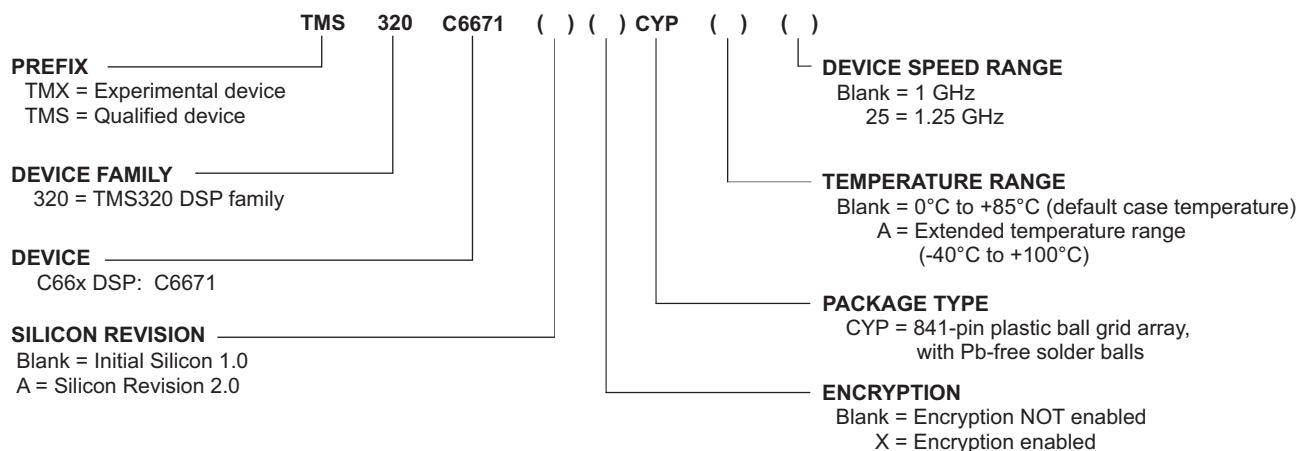 TMS 320 C6671 ( ) ( ) CYP ( ) ( )
PREFIX
TMX = Experimental device
TMS = Qualified device
DEVICE FAMILY
320 = TMS320 DSP family
DEVICE
C66x DSP: C6671
SILICON REVISION
Blank = Initial Silicon 1.0
A = Silicon Revision 2.0
DEVICE SPEED RANGE
Blank = 1 GHz
25 = 1.25 GHz
TEMPERATURE RANGE
Blank = 0°C to +85°C (default case temperature)
A = Extended temperature range
(-40°C to +100°C)
PACKAGE TYPE
CYP = 841-pin plastic ball grid array,
with Pb-free solder balls
ENCRYPTION
Blank = Encryption NOT enabled
X = Encryption enabled